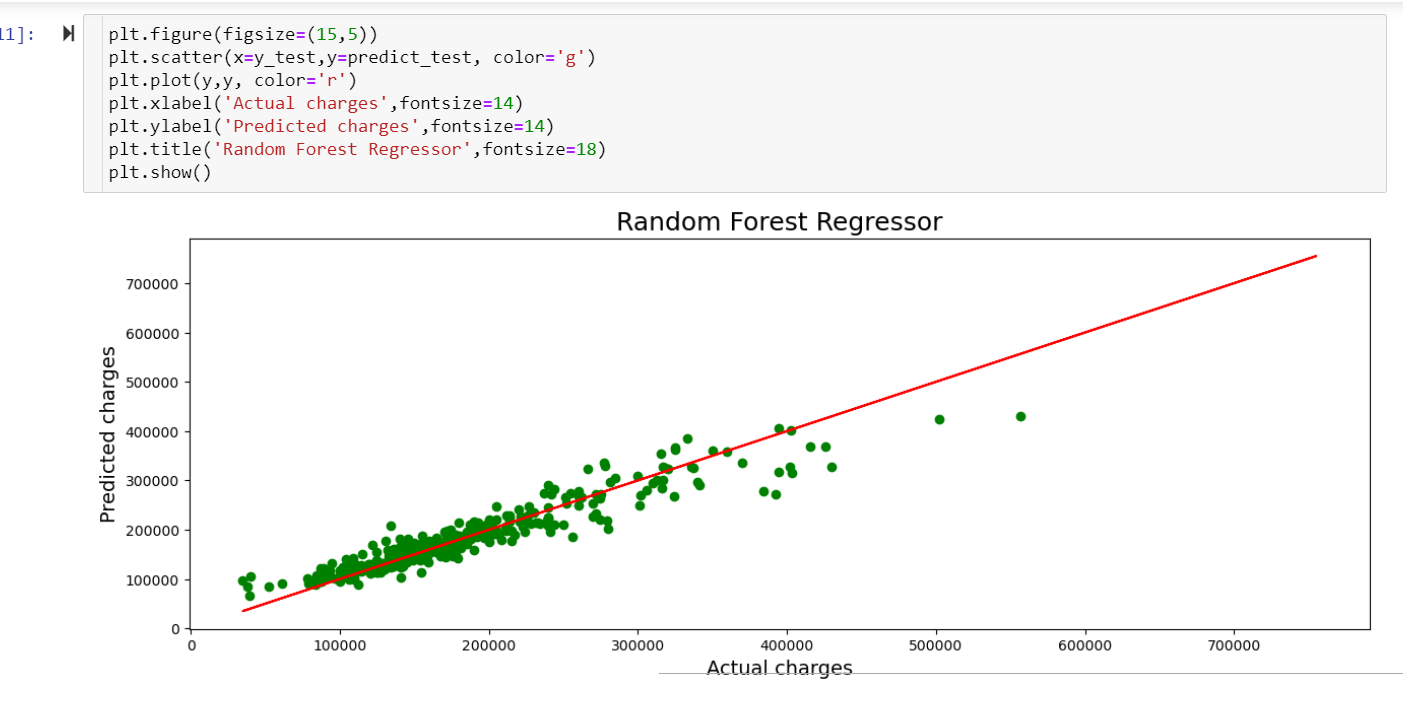 11]:
plt.figure(figsize=(15,5))
plt.scatter(x=y_test,y=predict_test, color='g')
plt.plot(y,y, color='r')
plt.xlabel('Actual charges',fontsize=14)
plt.ylabel('Predicted charges',fontsize=14)
plt.title('Random Forest Regressor',fontsize=18)
plt.show()
Random Forest Regressor
Predicted charges
700000
600000
500000
400000
300000
200000
100000
0
0 100000 200000 300000 400000 500000 600000 700000
Actual charges